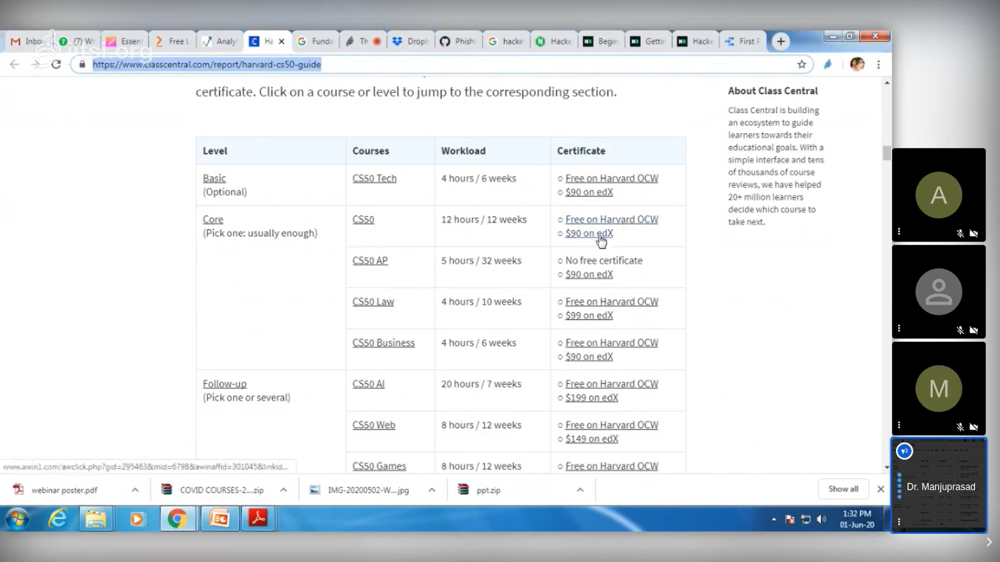 Inbo
(7) W
Essent
Free L
Analy
Ha
Funda
Th
Dropb
Phish
hacke
Hacke
Begin
Gettin
Hacke
First P
jitsi.org
https://www.classcentral.com/report/harvard-cs50-guide
certificate. Click on a course or level to jump to the corresponding section.
Level Courses Workload Certificate
Basic CS50 Tech 4 hours / 6 weeks Free on Harvard OCW
(Optional) $90 on edX
Core CS50 12 hours / 12 weeks Free on Harvard OCW
(Pick one: usually enough) $90 on edX
CS50 AP 5 hours / 32 weeks No free certificate
$90 on edX
CS50 Law 4 hours / 10 weeks Free on Harvard OCW
$99 on edX
CS50 Business 4 hours / 6 weeks Free on Harvard OCW
$90 on edX
Follow-up CS50 AI 20 hours / 7 weeks Free on Harvard OCW
(Pick one or several) $199 on edX
CS50 Web 8 hours / 12 weeks Free on Harvard OCW
$149 on edX
CS50 Games 8 hours / 12 weeks Free on Harvard OCW
About Class Central
Class Central is building
an ecosystem to guide
learners towards their
educational goals. With a
simple interface and tens
of thousands of course
reviews, we have helped
20+ million learners
decide which course to
take next.
A
M
Dr. Manjuprasad
www.awin1.com/awclick.php?gid=295463&mid=6798&awinaffid=301045&linkid...
webinar poster.pdf
COVID COURSES-2....zip
IMG-20200502-W....jpg
ppt.zip
Show all
1:32 PM
01-Jun-20